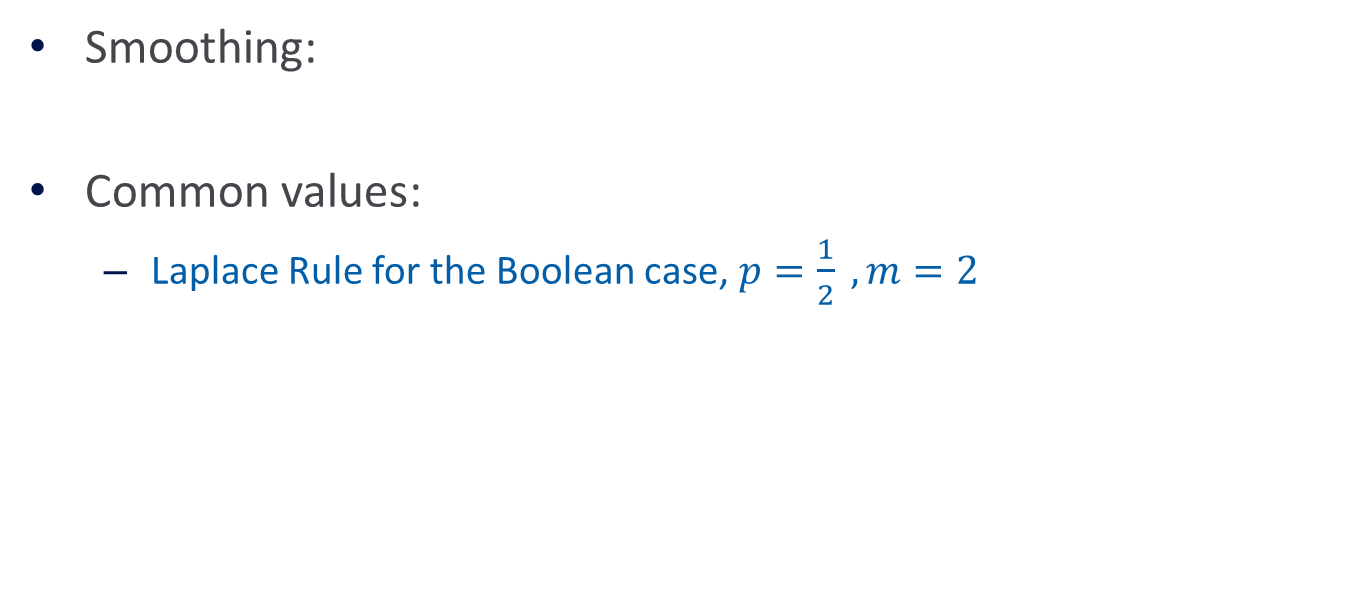 • Smoothing:
• Common values:
– Laplace Rule for the Boolean case, 𝑝 = 1/2 , 𝑚 = 2